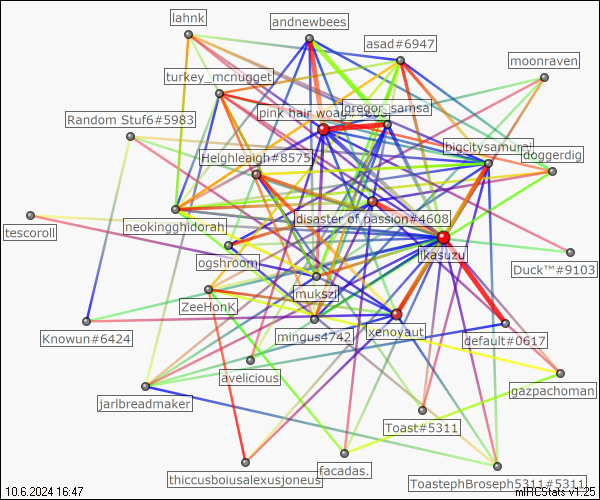 lahnk
andnewbees
asad#6947
moonraven
turkey_mcnugget
pink hair
gregor_samsa
Random Stuf6#5983
bigcitysamurai
doggerdig
Heighleaigh#8575
disaster of passion#4608
neokingghidorah
tescoroll
ogshroom
ikasuzu
Duck™#9103
mukszi
ZeeHonk
Knowun#6424
mingus4742
xenoyaut
default#0617
avelicious
gazpachoman
jarlbreadmaker
Toast#5311
thiccusboiusalexusjoneus
facadas.
ToastephBroseph5311#5311
10.6.2024 16:47
mIRCStats v1.25